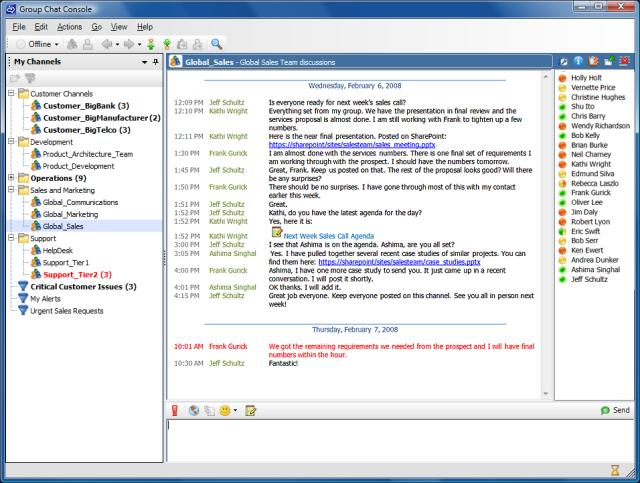 Group Chat Console
File Edit Actions Go View Help
Offline
My Channels
Customer Channels
Customer_BigBank (3)
Customer_BigManufacturer (2)
Customer_BigTelco (3)
Development
Product_Architecture_Team
Product_Development
Operations (9)
Sales and Marketing
Global_Communications
Global_Marketing
Global_Sales
Support
HelpDesk
Support_Tier1
Support_Tier2 (3)
Critical Customer Issues (3)
My Alerts
Urgent Sales Requests
Global_Sales - Global Sales Team discussions
Wednesday, February 6, 2008
12:09 PM Jeff Schultz Is everyone ready for next week's sales call?
12:10 PM Kathi Wright Everything set from my group. We have the presentation in final review and the
services proposal is almost done. I am still working with Frank to tighten up a few
numbers.
12:11 PM Kathi Wright Here is the near final presentation. Posted on SharePoint:
https://sharepoint/sites/salesteam/sales_meeting.pptx
1:30 PM Frank Gurick I am almost done with the services numbers. There is one final set of requirements I
am working through with the prospect. I should have the numbers tomorrow.
1:45 PM Jeff Schultz Great, Frank. Keep us posted on that. The rest of the proposal looks good? Will there
be any surprises?
1:50 PM Frank Gurick There should be no surprises. I have gone through most of this with my contact
earlier this week.
1:51 PM Jeff Schultz Great.
1:52 PM Jeff Schultz Kathi, do you have the latest agenda for the day?
1:52 PM Kathi Wright Yes, here it is:
1:52 PM Kathi Wright Next Week Sales Call Agenda
3:00 PM Jeff Schultz I see that Ashima is on the agenda. Ashima, are you all set?
3:05 PM Ashima Singhal Yes. I have pulled together several recent case studies of similar projects. You can
find them here: https://sharepoint/sites/salesteam/case_studies.pptx
4:00 PM Frank Gurick Ashima, I have one more case study to send you. It just came up in a recent
conversation. I will post it shortly.
4:01 PM Ashima Singhal OK thanks. I will add it.
4:15 PM Jeff Schultz Great job everyone. Keep everyone posted on this channel. See you all in person next
week!
Thursday, February 7, 2008
10:01 AM Frank Gurick We got the remaining requirements we needed from the prospect and I will have final
numbers within the hour.
10:30 AM Jeff Schultz Fantastic!
Holly Holt
Vernette Price
Christine Hughes
Shu Ito
Chris Barry
Wendy Richardson
Bob Kelly
Brian Burke
Neil Charney
Kathi Wright
Edmund Silva
Rebecca Laszlo
Frank Gurick
Oliver Lee
Jim Daly
Robert Lyon
Eric Swift
Bob Serr
Ken Ewert
Andrea Dunker
Ashima Singhal
Jeff Schultz
Send